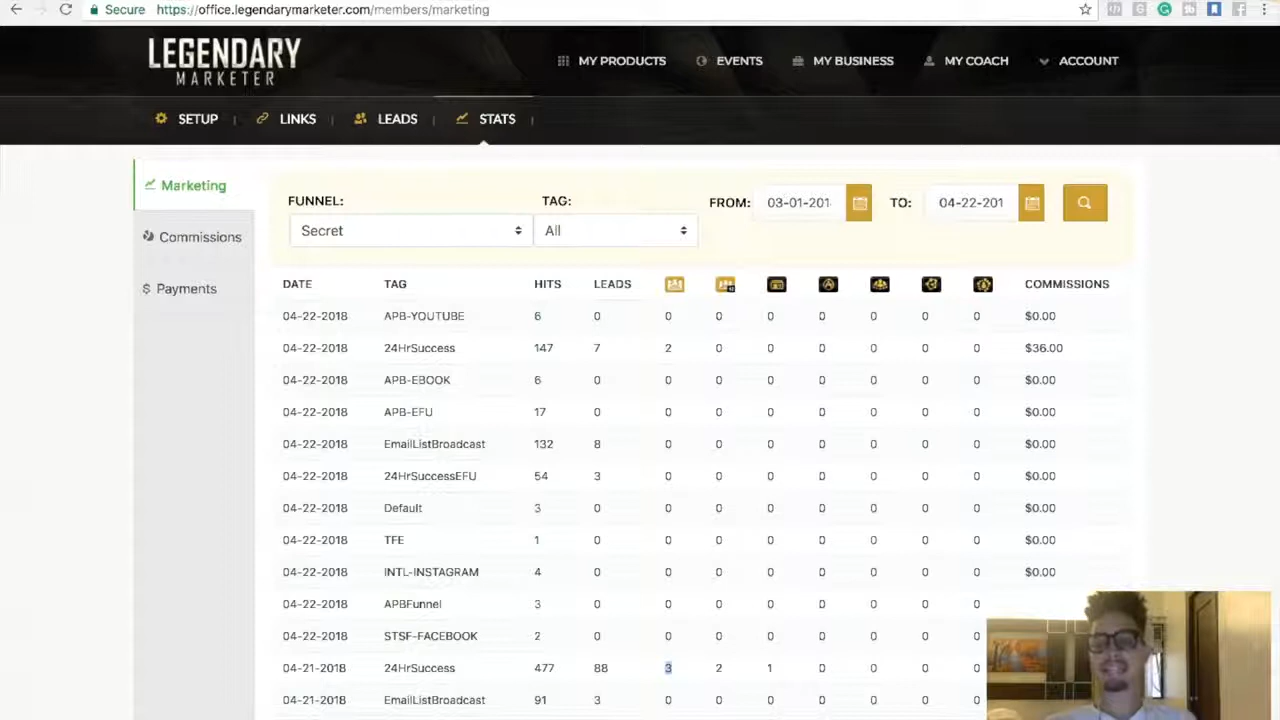 Secure https://office.legendarymarketer.com/members/marketing
LEGENDARY
MARKETER
MY PRODUCTS EVENTS MY BUSINESS MY COACH ACCOUNT
SETUP LINKS LEADS STATS
Marketing
Commissions
$ Payments
FUNNEL: TAG: FROM: 03-01-201 TO: 04-22-201
Secret All
DATE TAG HITS LEADS COMMISSIONS
04-22-2018 APB-YOUTUBE 6 0 0 0 0 0 0 0 0 $0.00
04-22-2018 24HrSuccess 147 7 2 0 0 0 0 0 0 $36.00
04-22-2018 APB-EBOOK 6 0 0 0 0 0 0 0 0 $0.00
04-22-2018 APB-EFU 17 0 0 0 0 0 0 0 0 $0.00
04-22-2018 EmailListBroadcast 132 8 0 0 0 0 0 0 0 $0.00
04-22-2018 24HrSuccessEFU 54 3 0 0 0 0 0 0 0 $0.00
04-22-2018 Default 3 0 0 0 0 0 0 0 0 $0.00
04-22-2018 TFE 1 0 0 0 0 0 0 0 0 $0.00
04-22-2018 INTL-INSTAGRAM 4 0 0 0 0 0 0 0 0 $0.00
04-22-2018 APBFunnel 3 0 0 0 0 0 0 0 0
04-22-2018 STSF-FACEBOOK 2 0 0 0 0 0 0 0 0
04-21-2018 24HrSuccess 477 88 3 2 1 0 0 0 0
04-21-2018 EmailListBroadcast 91 3 0 0 0 0 0 0 0